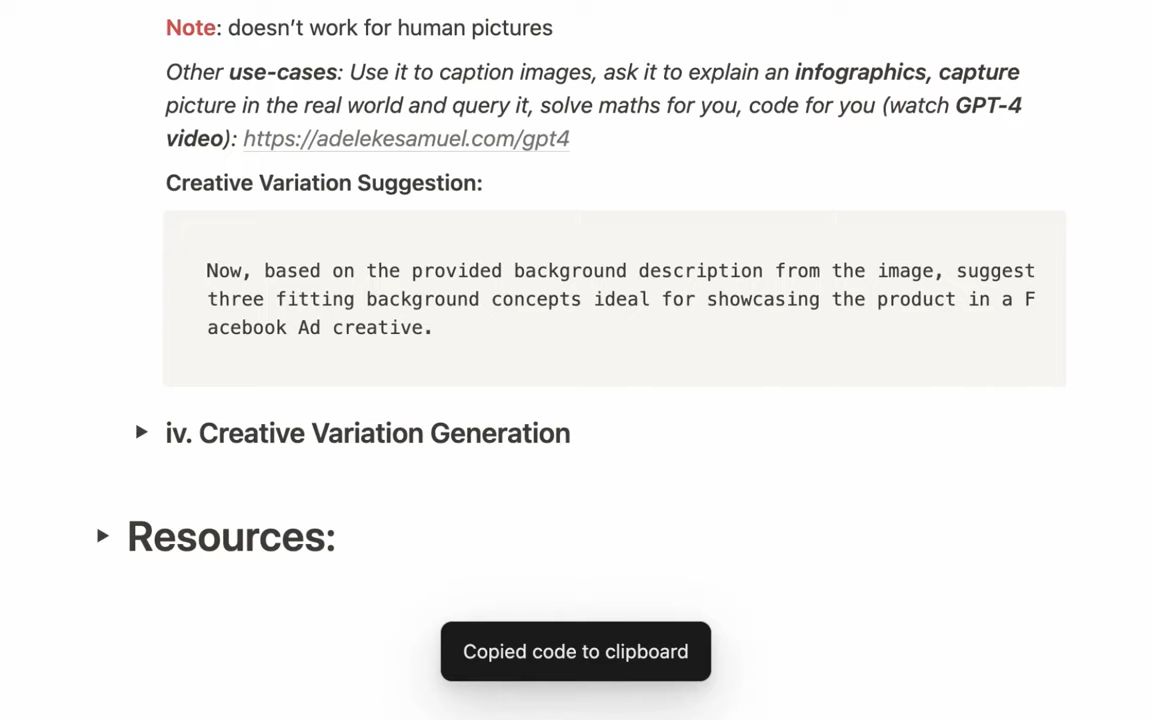 Note: doesn’t work for human pictures
Other use-cases: Use it to caption images, ask it to explain an infographics, capture
picture in the real world and query it, solve maths for you, code for you (watch GPT-4
video): https://adelekesamuel.com/gpt4
Creative Variation Suggestion:
Now, based on the provided background description from the image, suggest
three fitting background concepts ideal for showcasing the product in a F
acebook Ad creative.
iv. Creative Variation Generation
Resources:
Copied code to clipboard